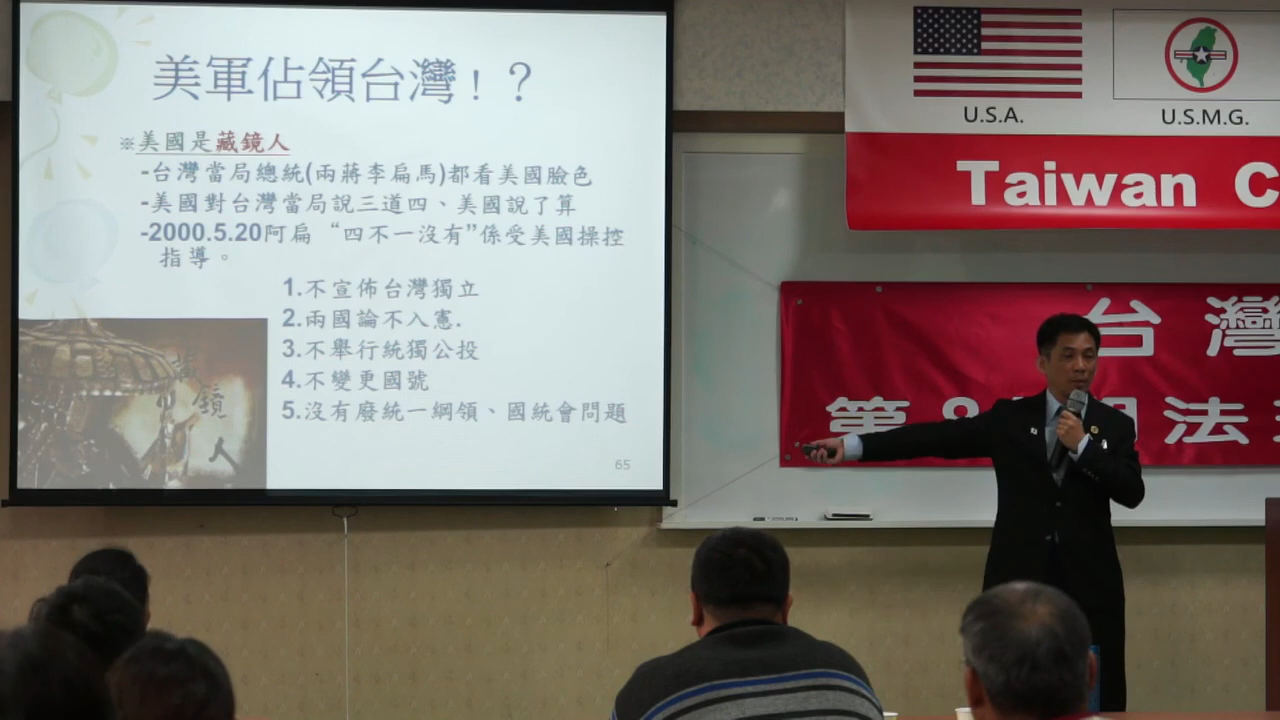 美軍佔領台灣！？
※美國是藏鏡人
-台灣當局總統(兩蔣李扁馬)都看美國臉色
-美國對台灣當局說三道四、美國說了算
-2000.5.20阿扁 “四不一沒有”係受美國操控
指導。
1.不宣佈台灣獨立
2.兩國論不入憲.
3.不舉行統獨公投
4.不變更國號
5.沒有廢統一綱領、國統會問題
藏
鏡
人
65
U.S.A.
U.S.M.G.
Taiwan C
台灣
第8 期法